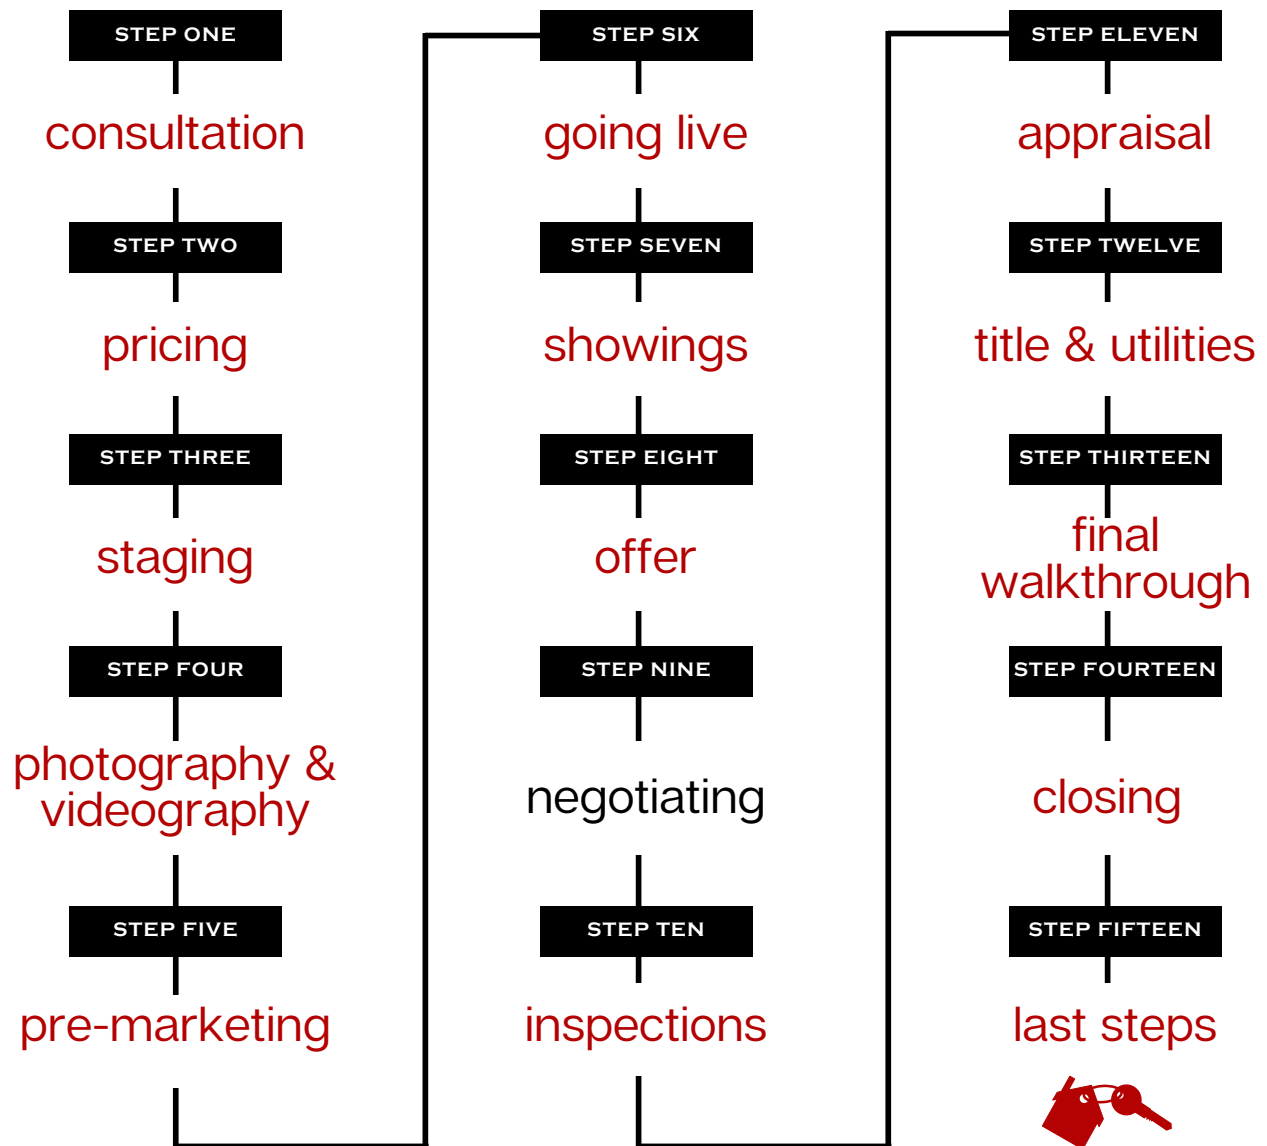 STEP ONE
consultation
STEP TWO
pricing
STEP THREE
staging
STEP FOUR
photography &
videography
STEP FIVE
pre-marketing
STEP SIX
going live
STEP SEVEN
showings
STEP EIGHT
offer
STEP NINE
negotiating
STEP TEN
inspections
STEP ELEVEN
appraisal
STEP TWELVE
title & utilities
STEP THIRTEEN
final
walkthrough
STEP FOURTEEN
closing
STEP FIFTEEN
last steps